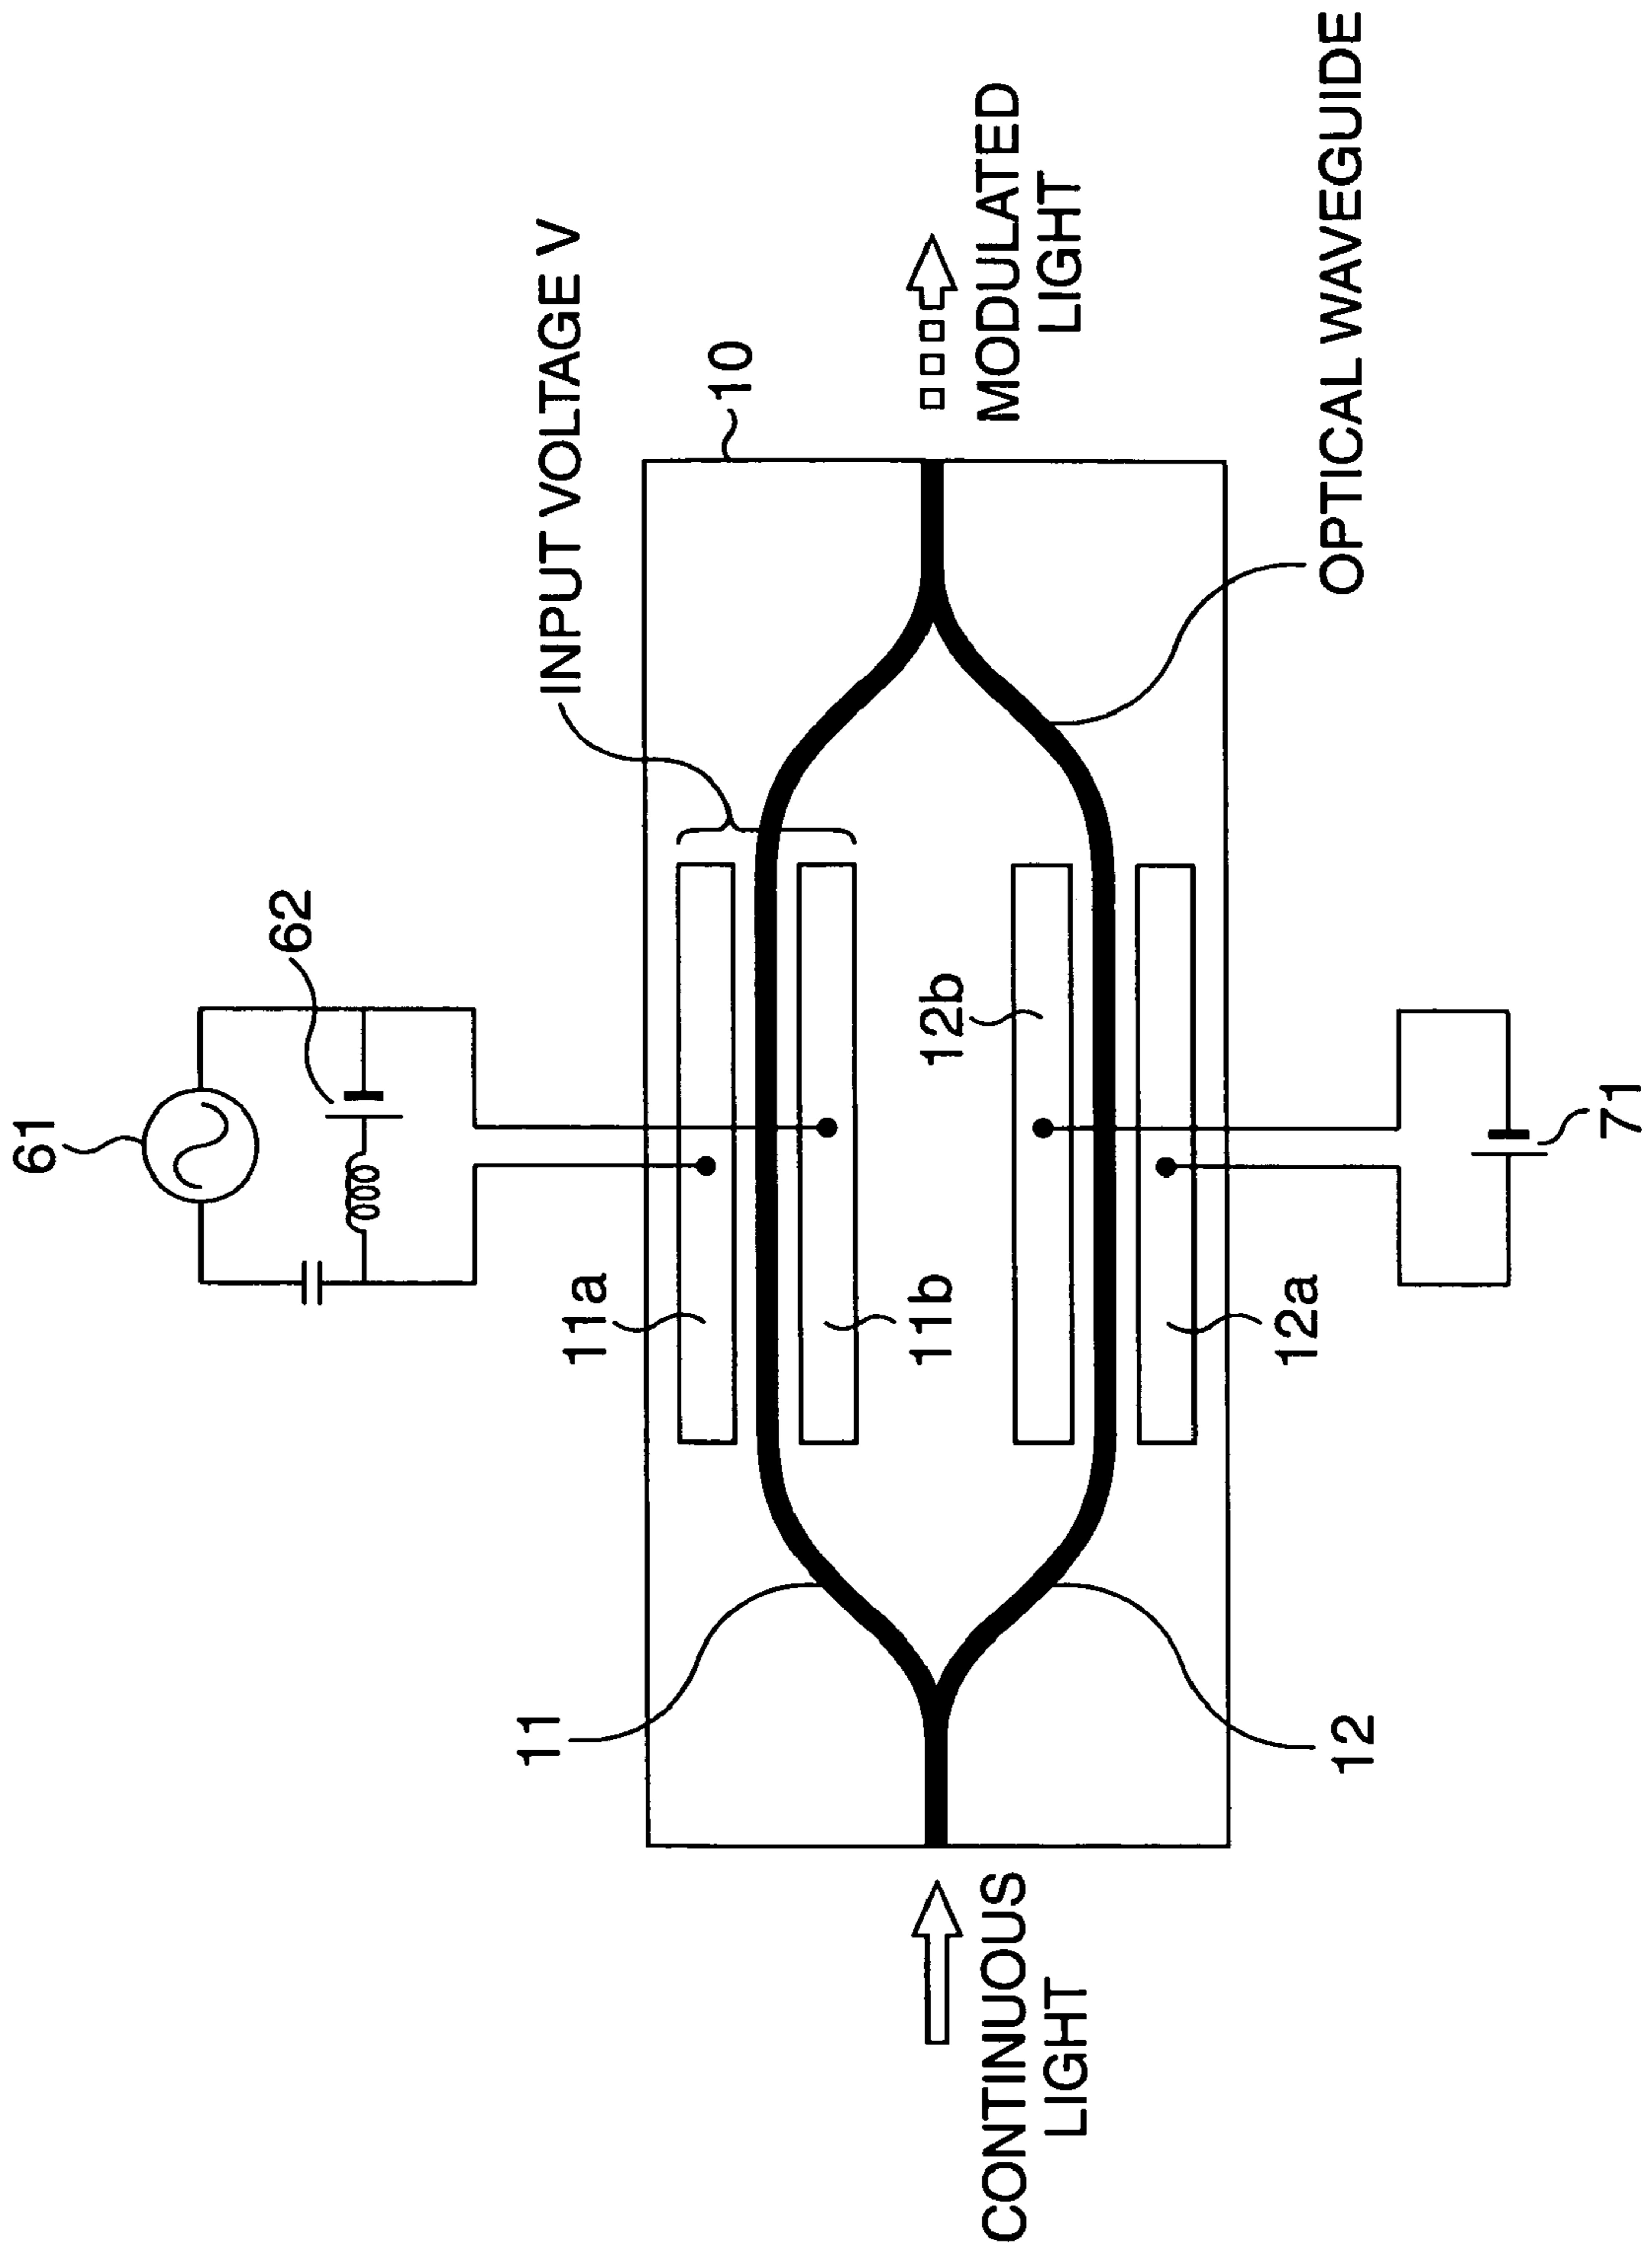 61
62
INPUT VOLTAGE V
10
11a
11b
12b
12a
11
12
CONTINUOUS
LIGHT
MODULATED
LIGHT
OPTICAL WAVEGUIDE
71